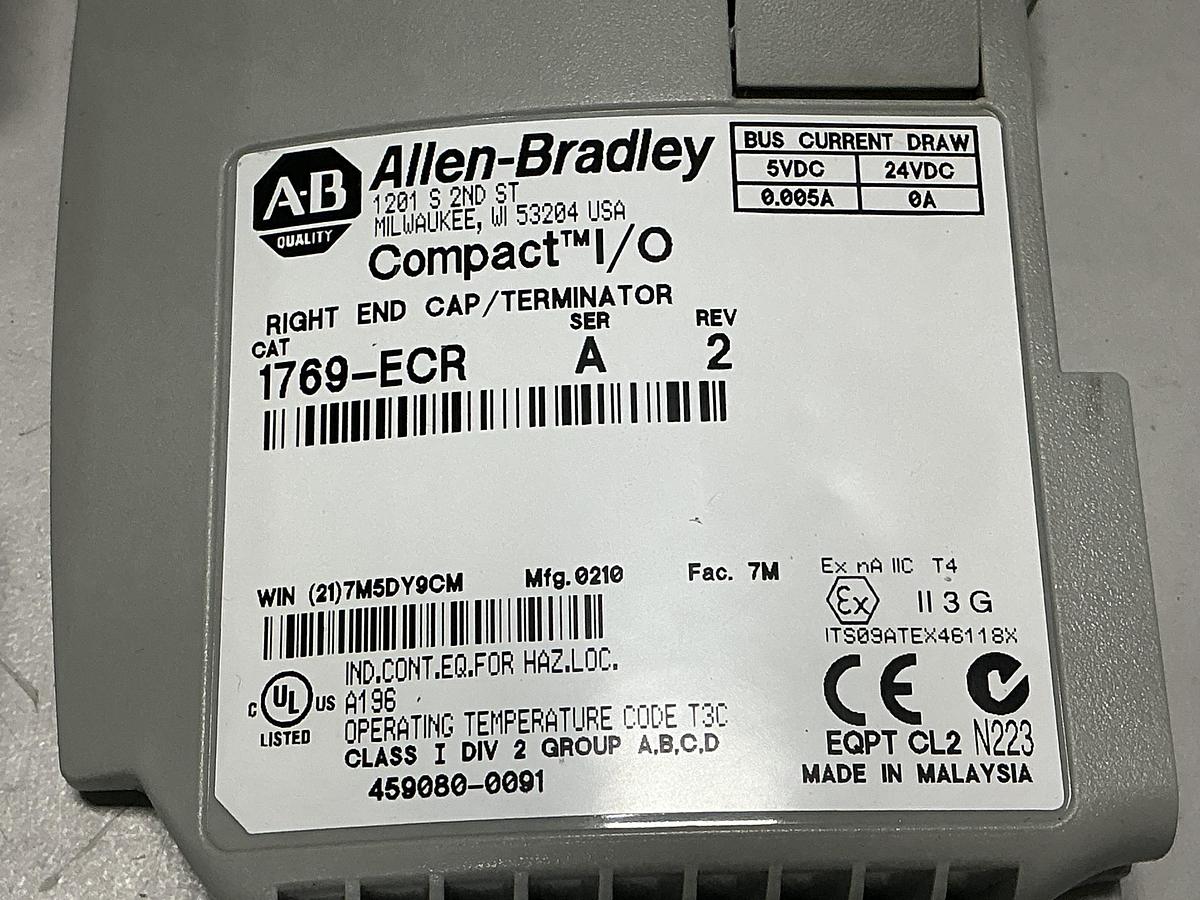 A-B
QUALITY
Allen-Bradley
1201 S 2ND ST
MILWAUKEE, WI 53204 USA
Compact™I/O
BUS CURRENT DRAW
5VDC 24VDC
0.005A 0A
RIGHT END CAP/TERMINATOR
CAT SER REV
1769-ECR A 2
WIN (21)7M5DY9CM Mfg.0210 Fac. 7M
Ex nA IIC T4
Ex II 3 G
ITS09ATEX46118X
IND.CONT.EQ.FOR HAZ.LOC.
C UL US A196
LISTED
OPERATING TEMPERATURE CODE T3C
CLASS I DIV 2 GROUP A,B,C,D
459080-0091
CE
EQPT CL2 N223
MADE IN MALAYSIA